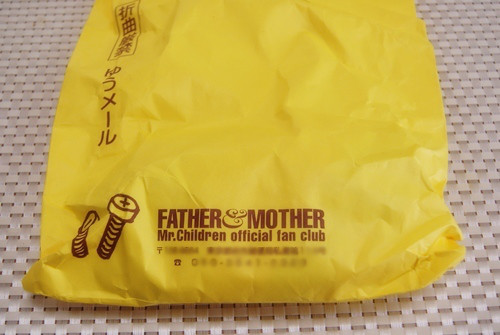 折曲厳禁
ゆうメール
FATHER & MOTHER
Mr.Children official fan club